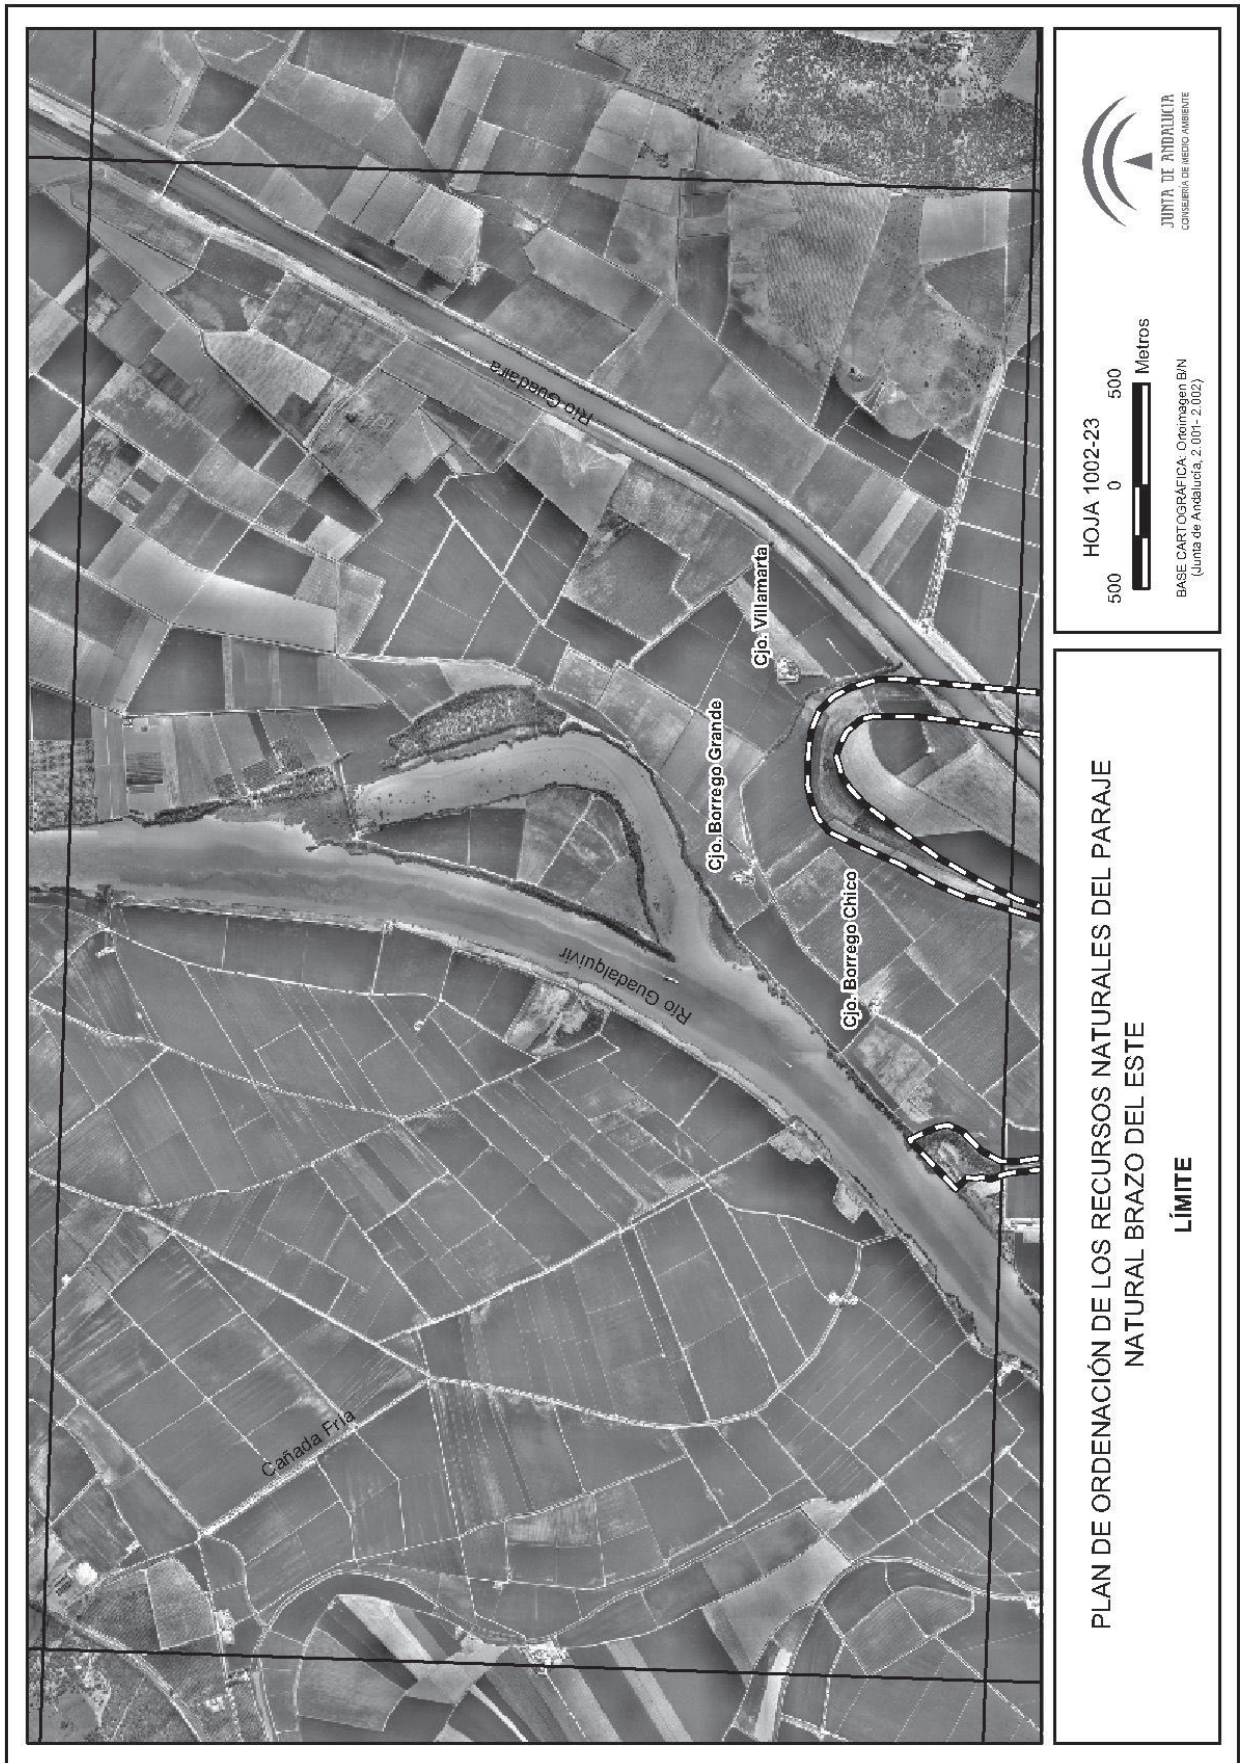 Río Guadaira
Cjo. Villamarta
Cjo. Borrego Grande
Río Guadalquivir
Cjo. Borrego Chico
Cañada Fría
PLAN DE ORDENACIÓN DE LOS RECURSOS NATURALES DEL PARAJE
NATURAL BRAZO DEL ESTE
LÍMITE
HOJA 1002-23
500 0 500
Metros
BASE CARTOGRÁFICA: Ortoimagen B/N
(Junta de Andalucía, 2.001- 2.002)
JUNTA DE ANDALUCIA
CONSEJERÍA DE MEDIO AMBIENTE